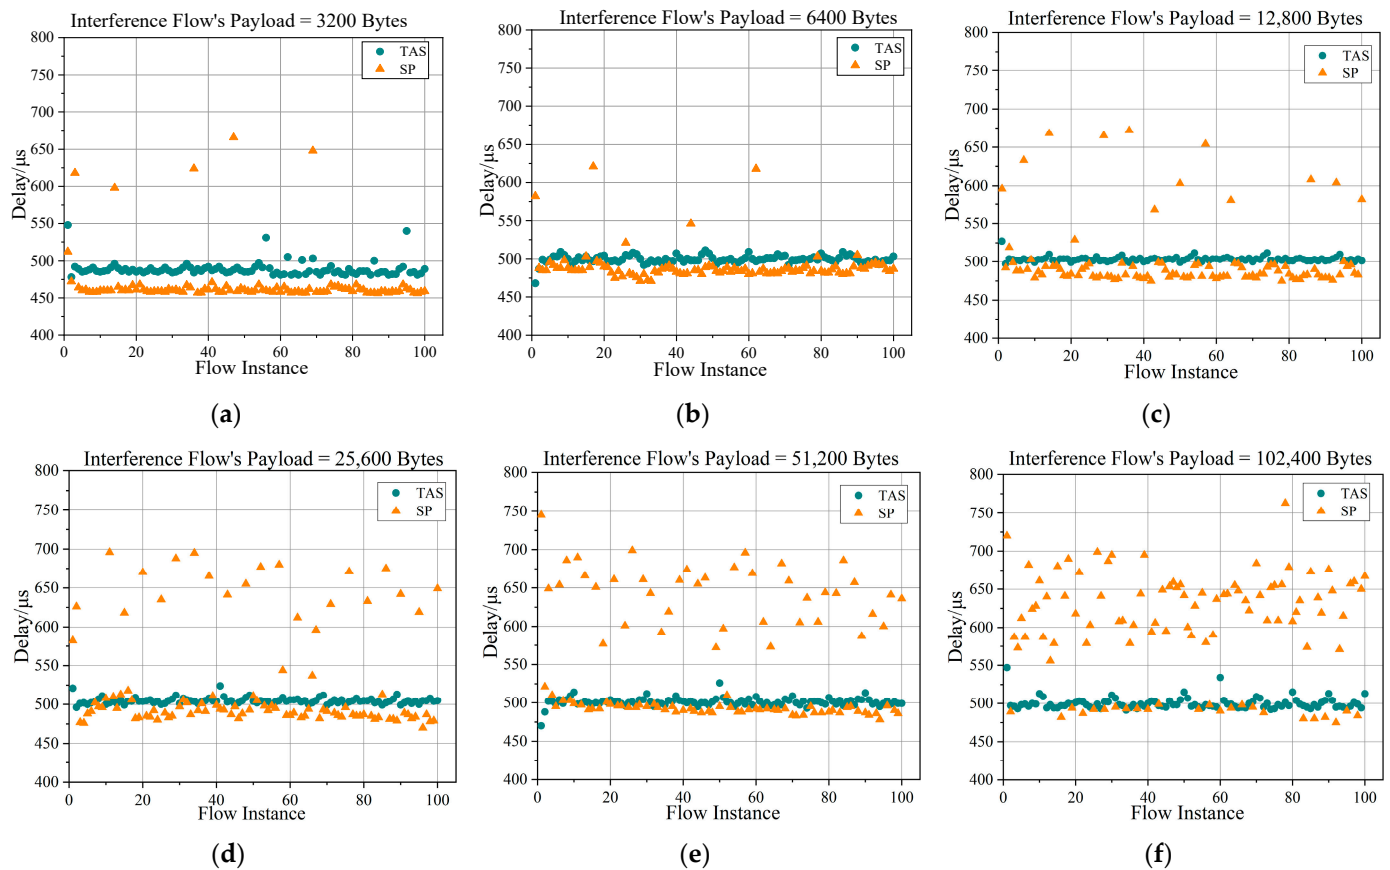 Interference Flow's Payload = 3200 Bytes
800
750
700
650
600
550
500
450
400
0
20
40
60
80
100
Delay/μs
Flow Instance
TAS
SP
(a)
Interference Flow's Payload = 6400 Bytes
800
750
700
650
600
550
500
450
400
0
20
40
60
80
100
Delay/μs
Flow Instance
TAS
SP
(b)
Interference Flow's Payload = 12,800 Bytes
800
750
700
650
600
550
500
450
400
0
20
40
60
80
100
Delay/μs
Flow Instance
TAS
SP
(c)
Interference Flow's Payload = 25,600 Bytes
800
750
700
650
600
550
500
450
400
0
20
40
60
80
100
Delay/μs
Flow Instance
TAS
SP
(d)
Interference Flow's Payload = 51,200 Bytes
800
750
700
650
600
550
500
450
400
0
20
40
60
80
100
Delay/μs
Flow Instance
TAS
SP
(e)
Interference Flow's Payload = 102,400 Bytes
800
750
700
650
600
550
500
450
400
0
20
40
60
80
100
Delay/μs
Flow Instance
TAS
SP
(f)